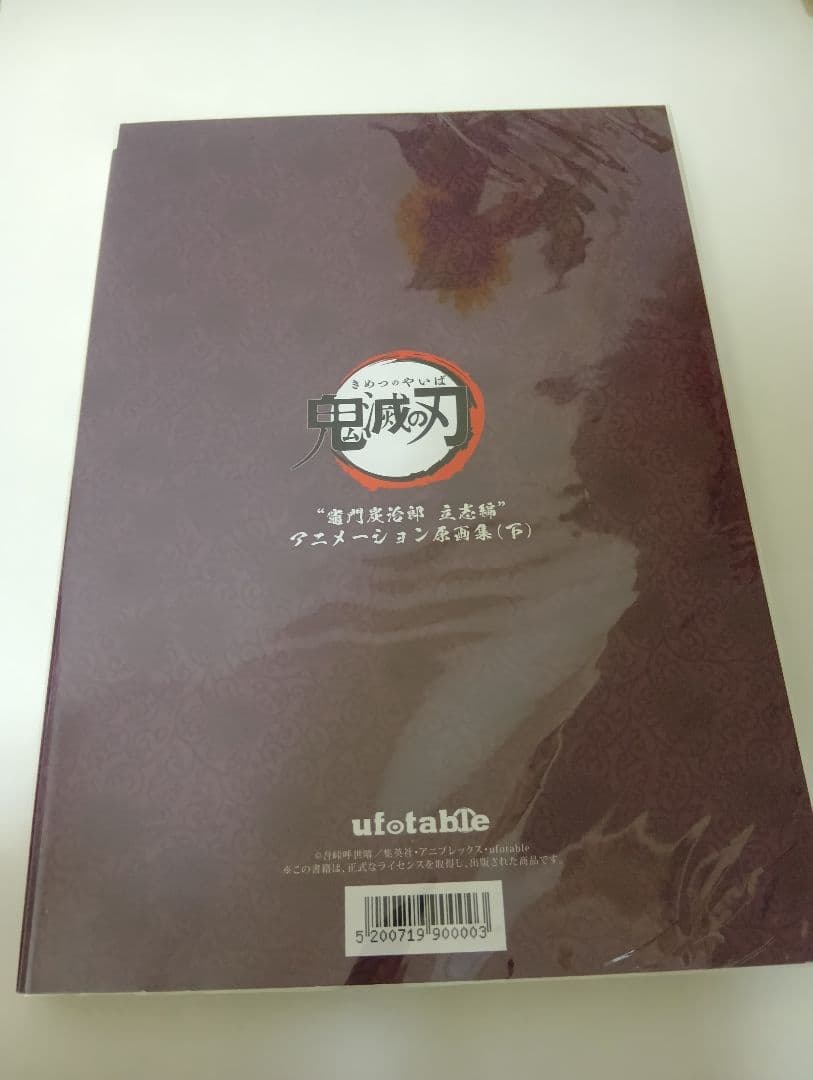 きめつのやいば
鬼滅の刃
“竈門炭治郎 立志編”
アニメーション原画集(下)
ufotable
©吾峠呼世晴／集英社・アニプレックス・ufotable
※この書籍は、正式なライセンスを取得し、出版された商品です。
5 200719 900003